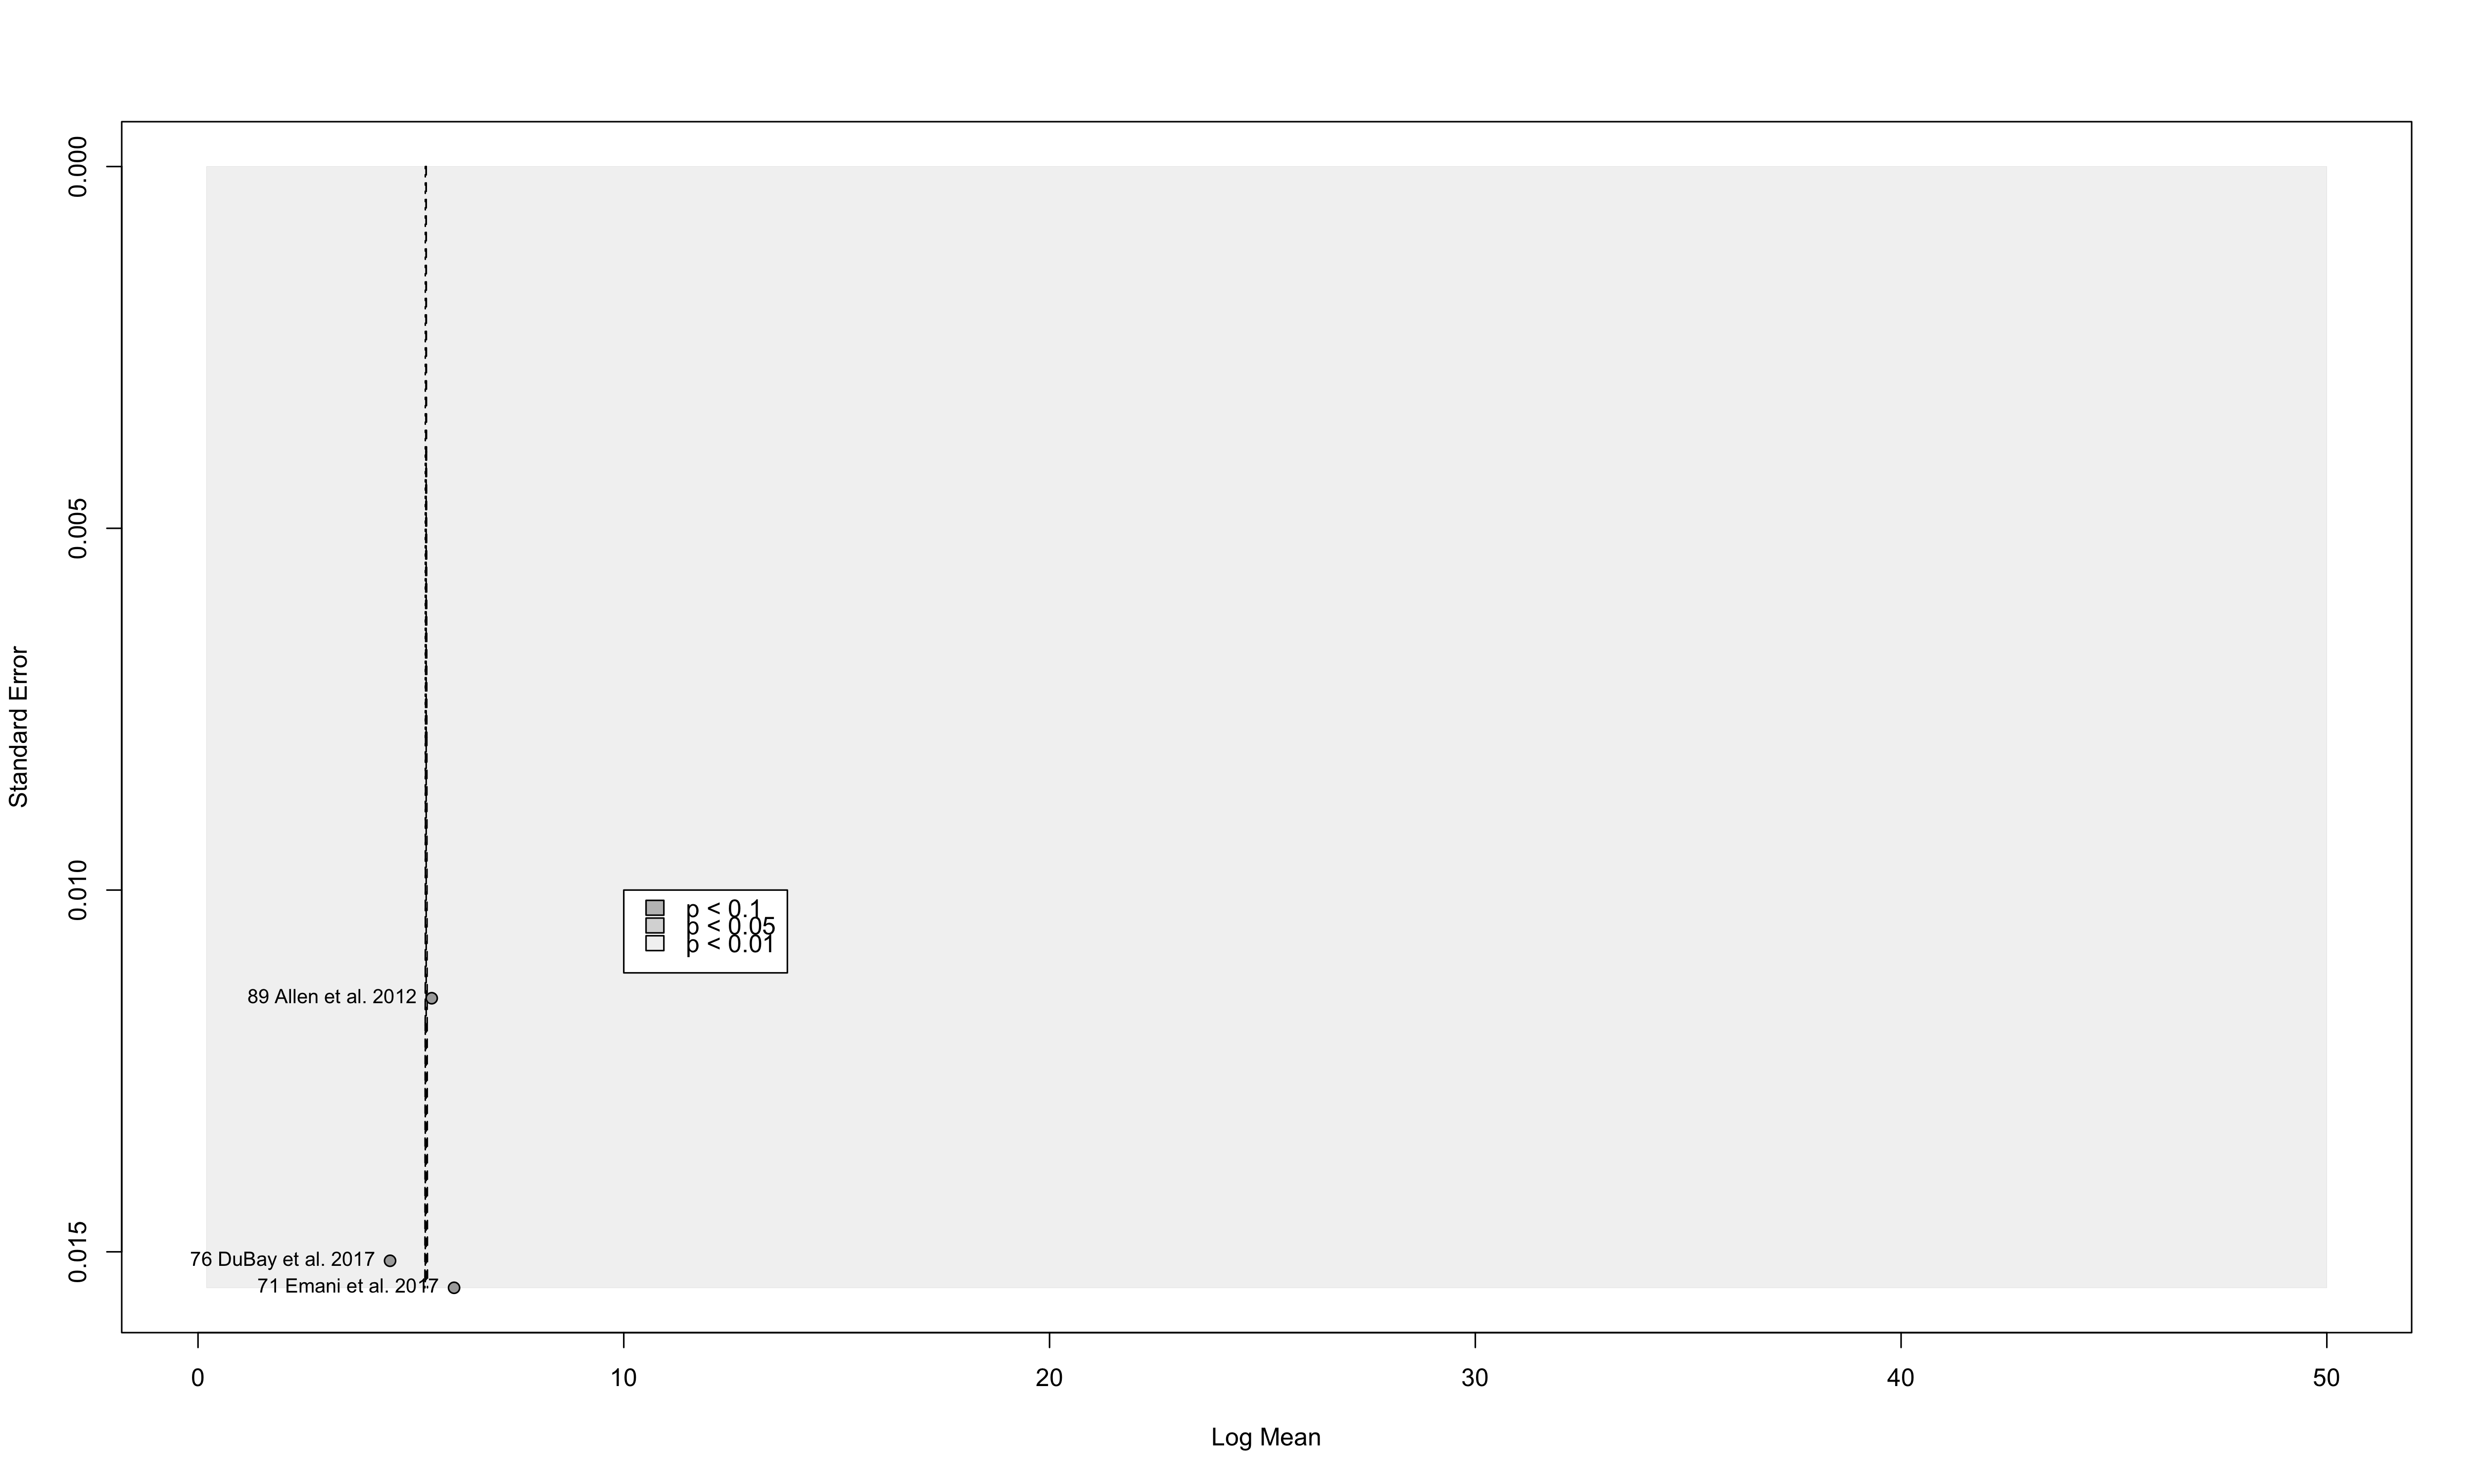 0.000
0.005
0.010
0.015
Standard Error
p < 0.1
p < 0.05
p < 0.01
89 Allen et al. 2012
76 DuBay et al. 2017
71 Emani et al. 2017
0 10 20 30 40 50
Log Mean